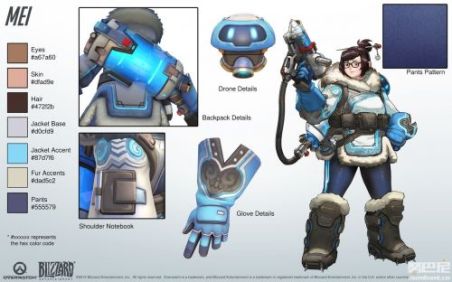 MEI
Eyes
#a67a60
Skin
#dfad9e
Hair
#472f2b
Jacket Base
#d0cfd9
Jacket Accent
#87d7f6
Fur Accents
#dad5c2
Pants
#555579
* #xxxxxx represents
the hex color code
Drone Details
Backpack Details
Shoulder Notebook
Glove Details
Pants Pattern
OVERWATCH
BLIZZARD
ENTERTAINMENT